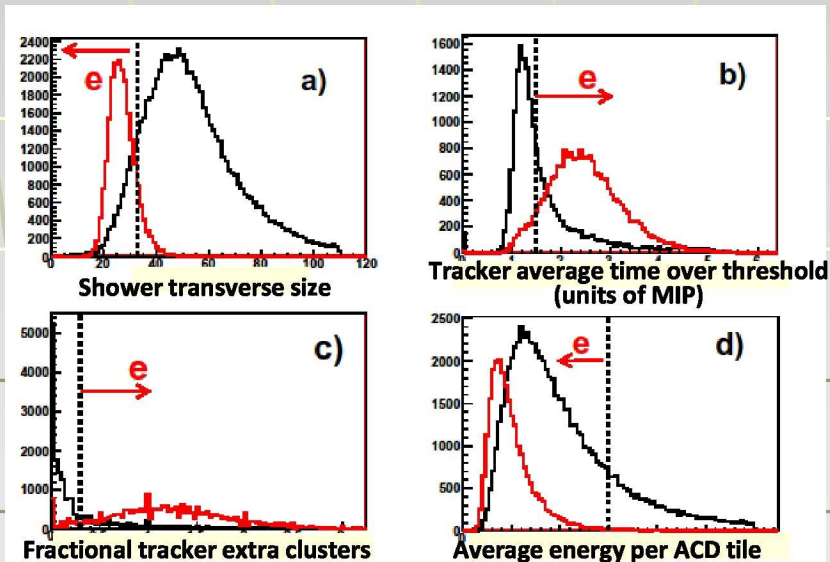 2400
2200
2000
1800
1600
1400
1200
1000
800
600
400
200
0
e
a)
0 20 40 60 80 100 120
Shower transverse size
1600
1400
1200
1000
800
600
400
200
0
e
b)
Tracker average time over threshold
(units of MIP)
5000
4000
3000
2000
1000
0
e
c)
Fractional tracker extra clusters
2500
2000
1500
1000
500
0
e
d)
Average energy per ACD tile